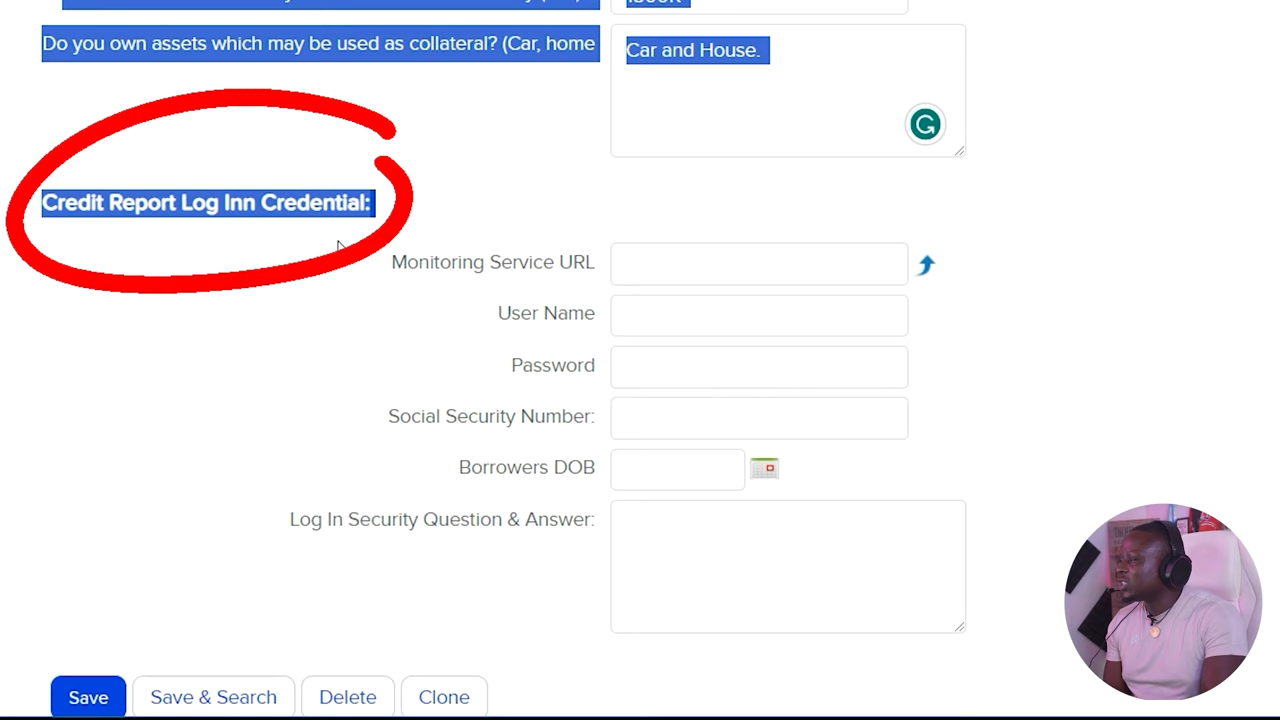 Do you own assets which may be used as collateral? (Car, home
Car and House.
Credit Report Log Inn Credential:
Monitoring Service URL
User Name
Password
Social Security Number:
Borrowers DOB
Log In Security Question & Answer:
Save
Save & Search
Delete
Clone